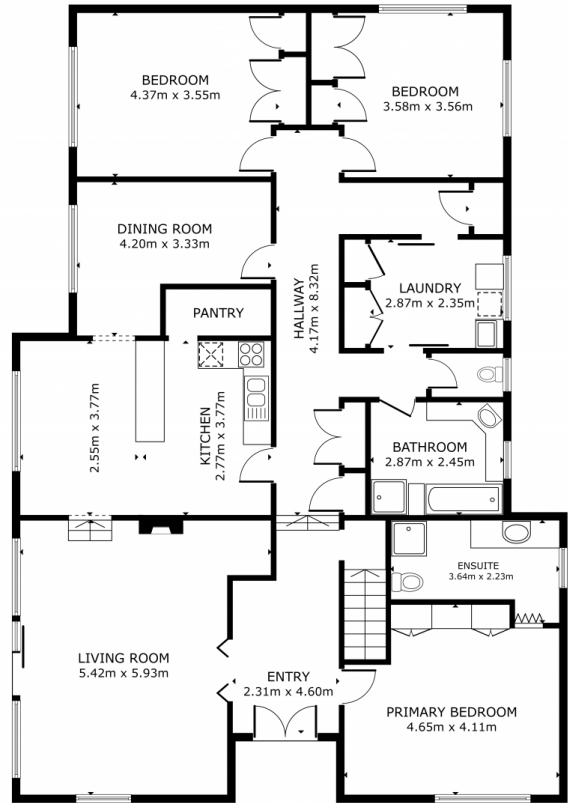 BEDROOM
4.37m x 3.55m
BEDROOM
3.58m x 3.56m
DINING ROOM
4.20m x 3.33m
HALLWAY
4.17m x 8.32m
LAUNDRY
2.87m x 2.35m
PANTRY
2.55m x 3.77m
KITCHEN
2.77m x 3.77m
BATHROOM
2.87m x 2.45m
ENSUITE
3.64m x 2.23m
LIVING ROOM
5.42m x 5.93m
ENTRY
2.31m x 4.60m
PRIMARY BEDROOM
4.65m x 4.11m